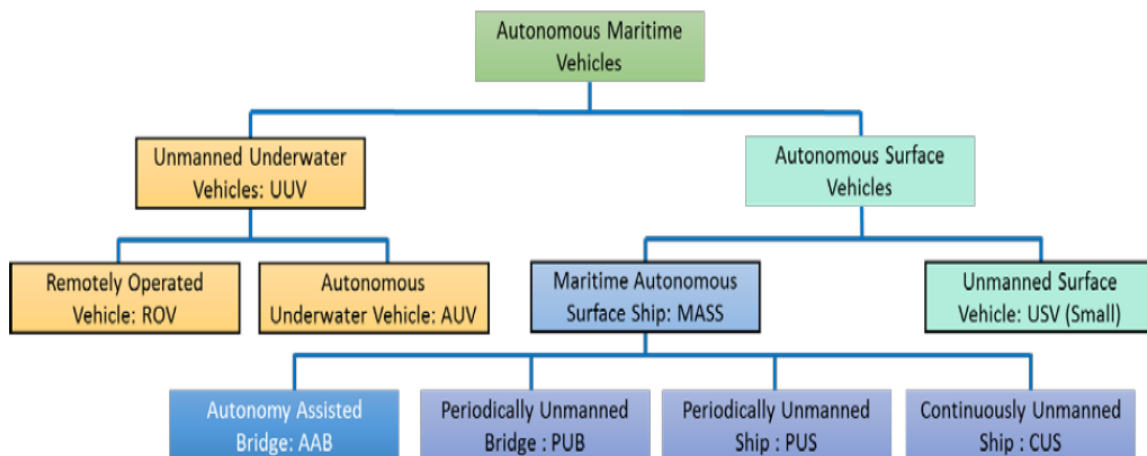 Autonomous Maritime
Vehicles
Unmanned Underwater
Vehicles: UUV
Autonomous Surface
Vehicles
Remotely Operated
Vehicle: ROV
Autonomous
Underwater Vehicle: AUV
Maritime Autonomous
Surface Ship: MASS
Unmanned Surface
Vehicle: USV (Small)
Autonomy Assisted
Bridge: AAB
Periodically Unmanned
Bridge : PUB
Periodically Unmanned
Ship : PUS
Continuously Unmanned
Ship : CUS